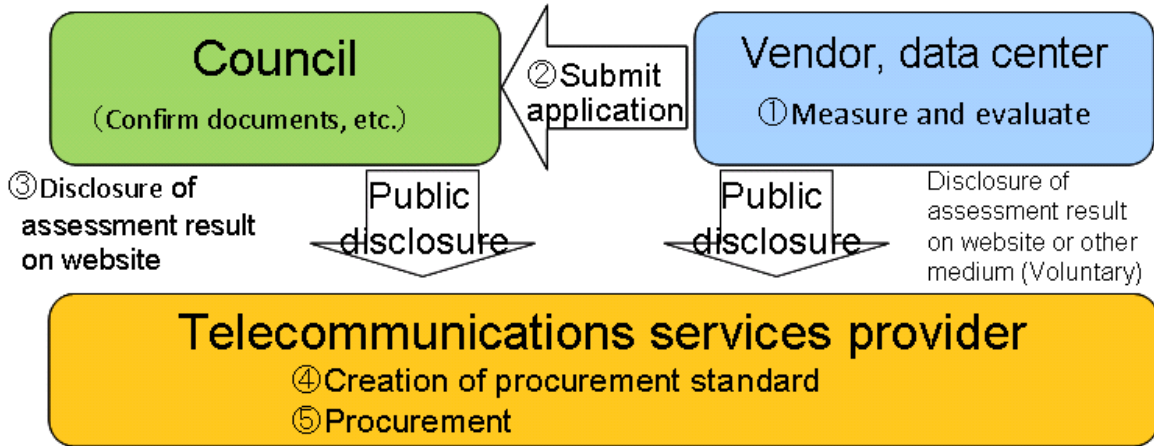 Council
（Confirm documents, etc.）
②Submit
application
Vendor, data center
①Measure and evaluate
③Disclosure of
assessment result
on website
Public
disclosure
Public
disclosure
Disclosure of
assessment result
on website or other
medium (Voluntary)
Telecommunications services provider
④Creation of procurement standard
⑤Procurement